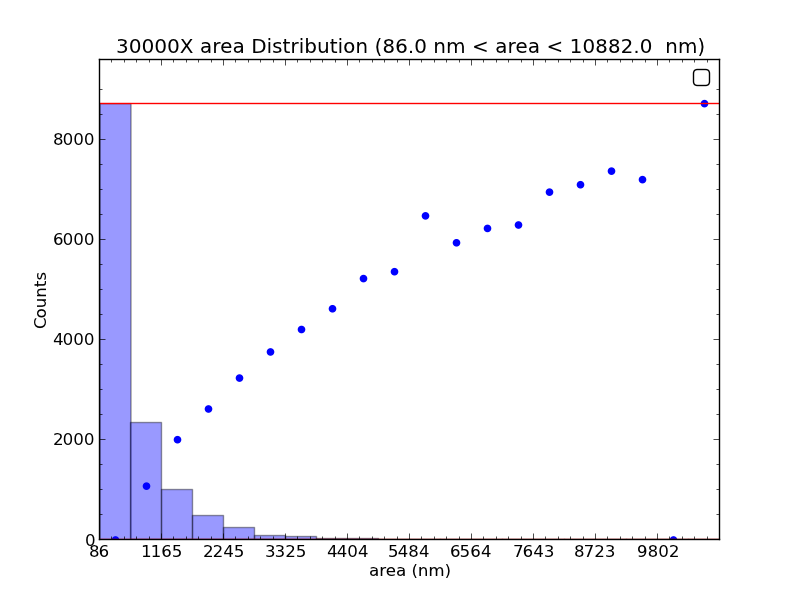 30000X area Distribution (86.0 nm < area < 10882.0  nm)
8000
6000
4000
2000
0
Counts
86 1165 2245 3325 4404 5484 6564 7643 8723 9802
area (nm)